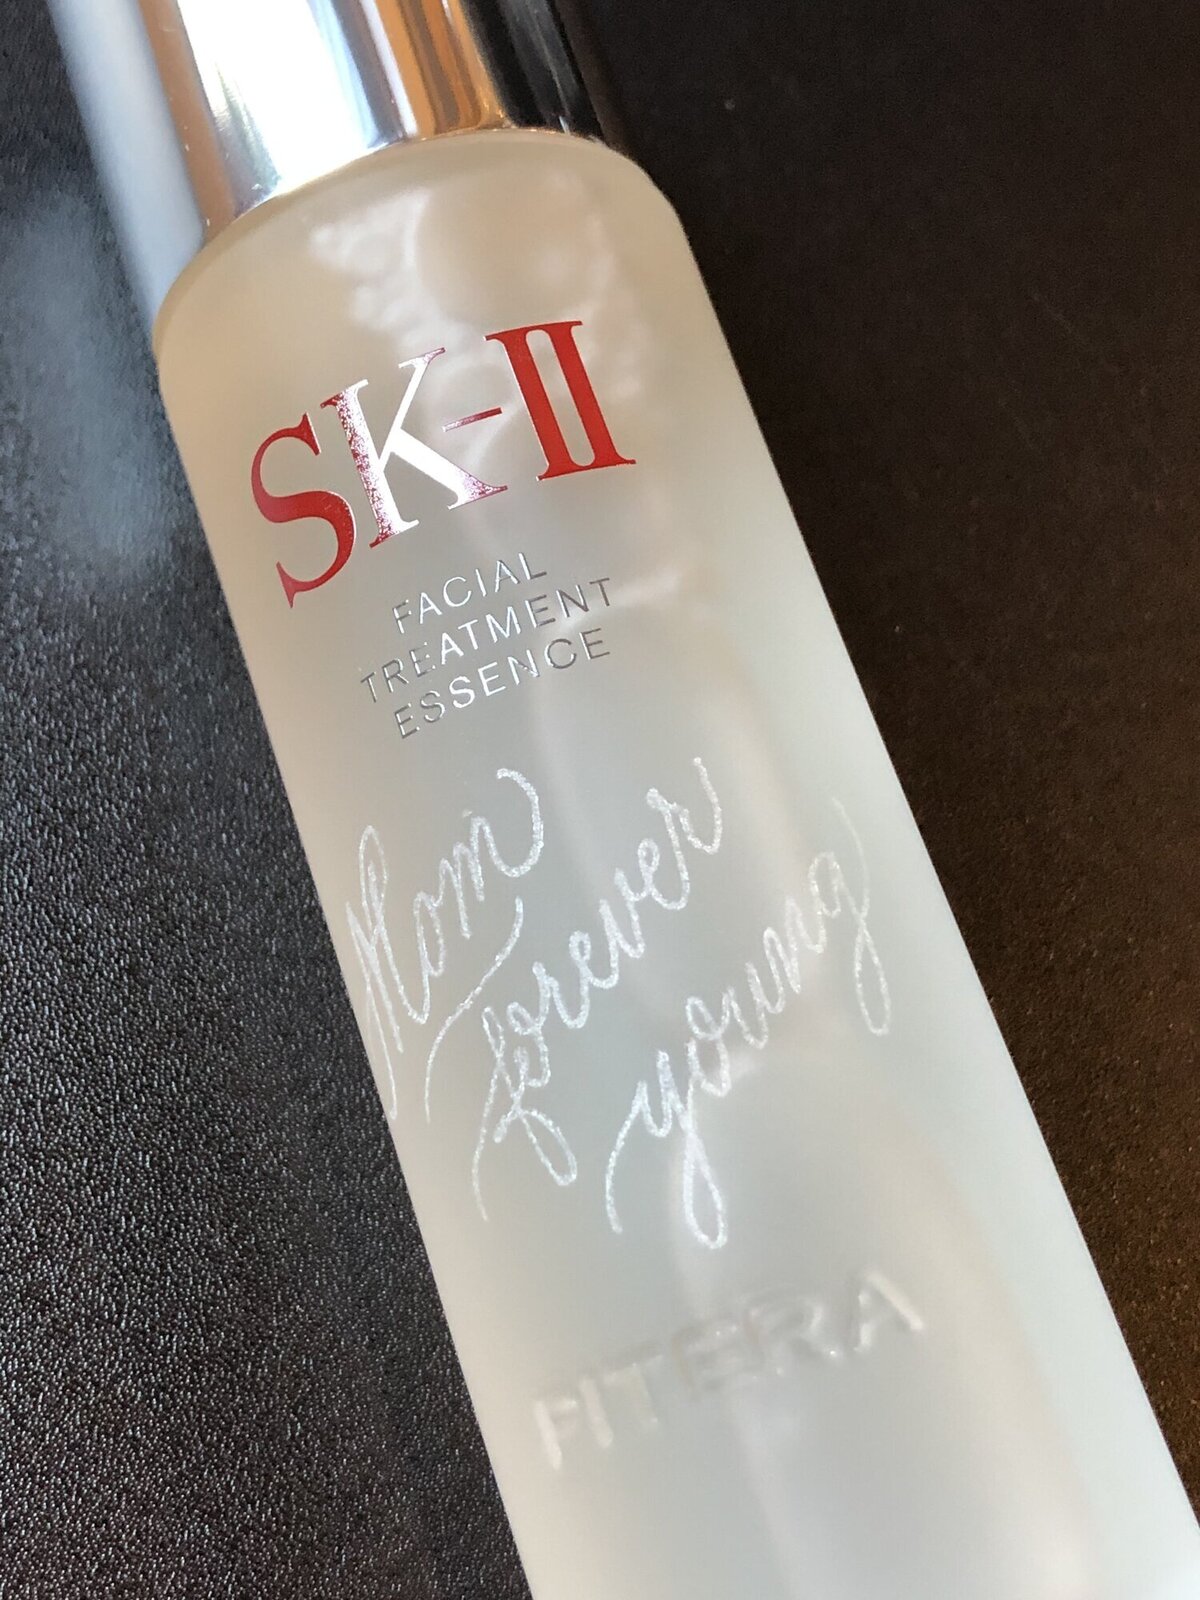 SK-II
FACIAL
TREATMENT
ESSENCE
Mom
forever
young
PITERA